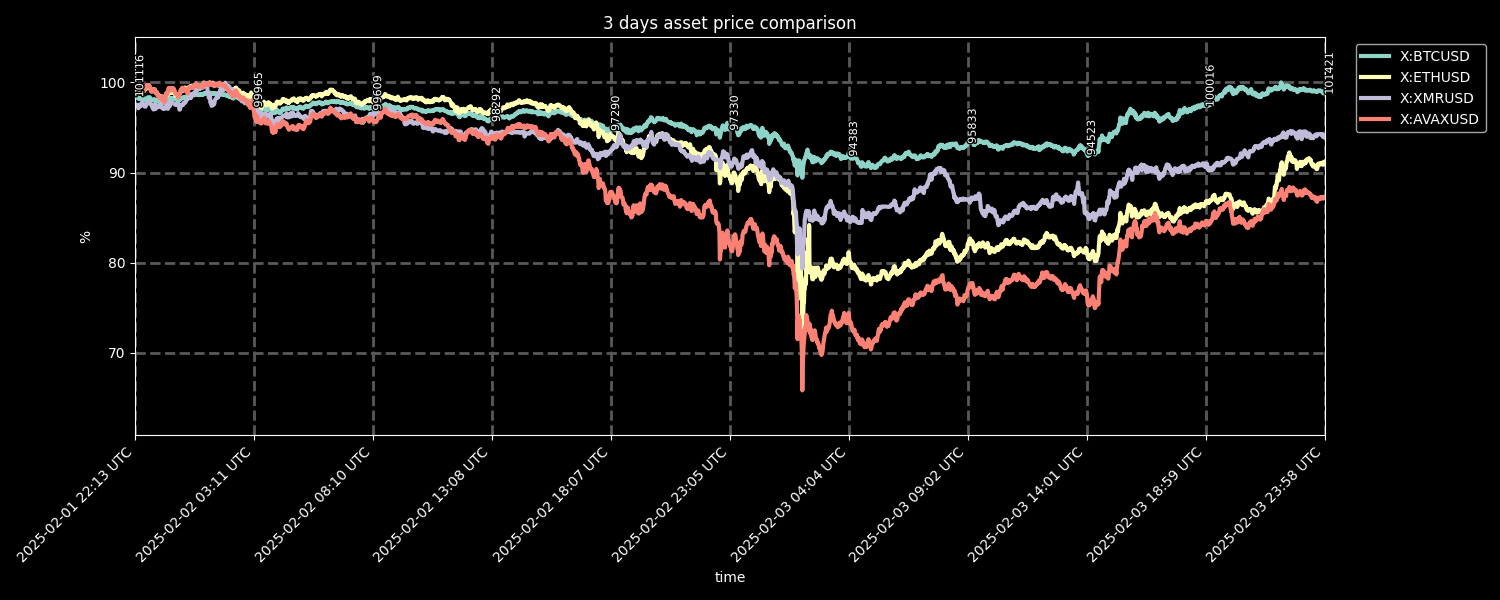 3 days asset price comparison
X:BTCUSD
X:ETHUSD
X:XMRUSD
X:AVAXUSD
%
100
90
80
70
101116
99965
99609
98292
97290
97330
94383
95833
94523
100016
101421
2025-02-01 22:13 UTC
2025-02-02 03:11 UTC
2025-02-02 08:10 UTC
2025-02-02 13:08 UTC
2025-02-02 18:07 UTC
2025-02-02 23:05 UTC
2025-02-03 04:04 UTC
2025-02-03 09:02 UTC
2025-02-03 14:01 UTC
2025-02-03 18:59 UTC
2025-02-03 23:58 UTC
time